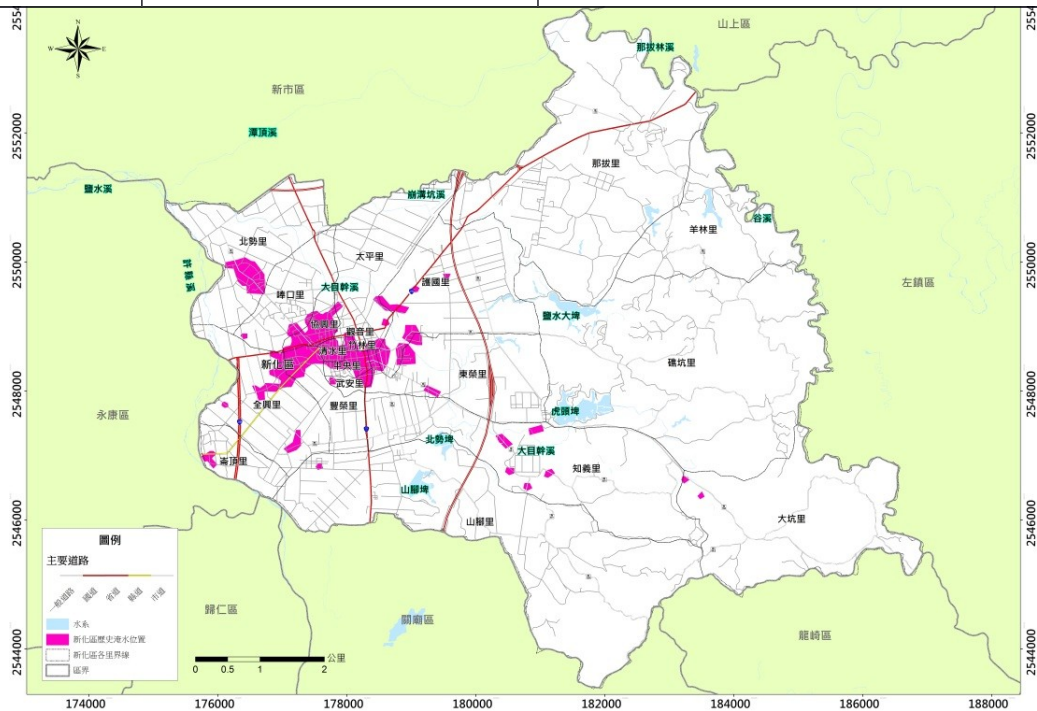 N
W
E
S
山上區
那拔林溪
新市區
潭頂溪
那拔里
鹽水溪
崩溝坑溪
谷溪
羊林里
北勢里
太平里
許縣溪
大目幹溪
護國里
左鎮區
𦰡口里
鹽水大埤
協興里
觀音里
竹林里
清水里
新化區
中央里
東榮里
礁坑里
武安里
全興里
豐榮里
虎頭埤
永康區
北勢埤
大目幹溪
崙頂里
知義里
山腳埤
山腳里
大坑里
歸仁區
關廟區
龍崎區
圖例
主要道路
一般道路
國道
省道
縣道
市道
水系
新化區歷史淹水位置
新化區各里界線
區界
公里
0
0.5
1
2
2552000
2550000
2548000
2546000
2544000
2552000
2550000
2548000
2546000
2544000
174000
176000
178000
180000
182000
184000
186000
188000